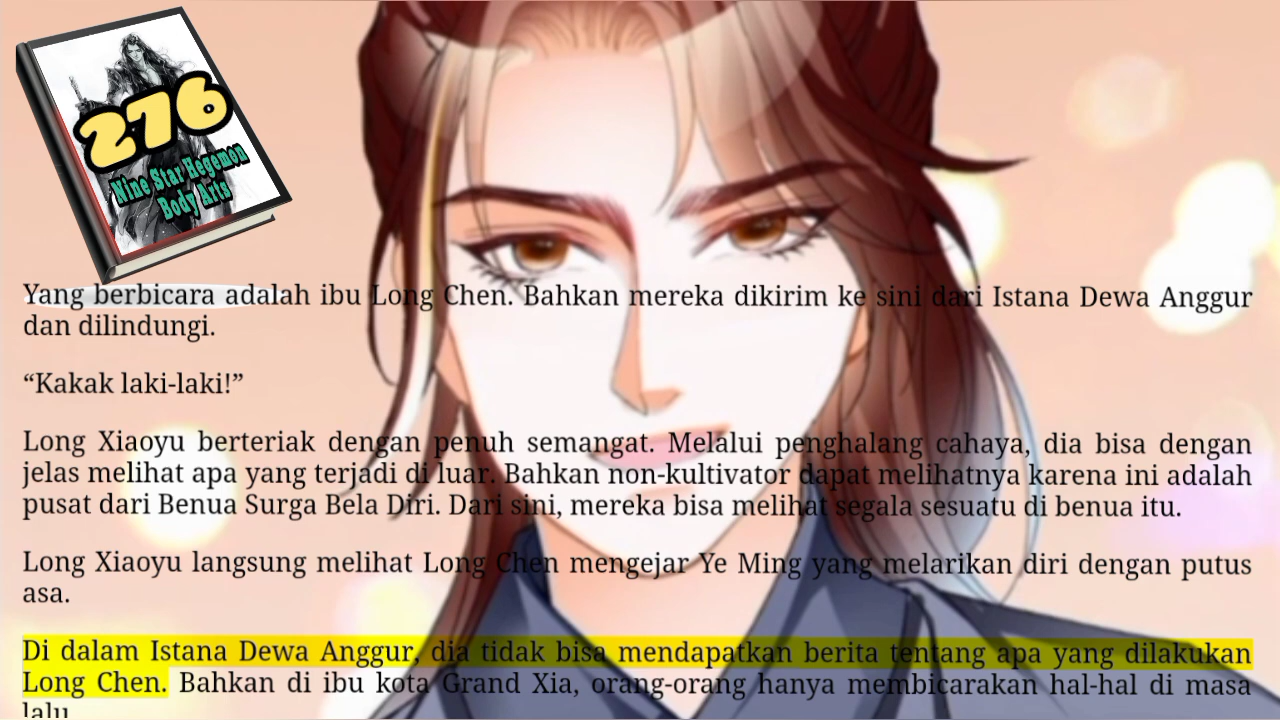 276
Nine Star Hegemon
Body Arts
Yang berbicara adalah ibu Long Chen. Bahkan mereka dikirim ke sini dari Istana Dewa Anggur
dan dilindungi.
“Kakak laki-laki!”
Long Xiaoyu berteriak dengan penuh semangat. Melalui penghalang cahaya, dia bisa dengan
jelas melihat apa yang terjadi di luar. Bahkan non-kultivator dapat melihatnya karena ini adalah
pusat dari Benua Surga Bela Diri. Dari sini, mereka bisa melihat segala sesuatu di benua itu.
Long Xiaoyu langsung melihat Long Chen mengejar Ye Ming yang melarikan diri dengan putus
asa.
Di dalam Istana Dewa Anggur, dia tidak bisa mendapatkan berita tentang apa yang dilakukan
Long Chen. Bahkan di ibu kota Grand Xia, orang-orang hanya membicarakan hal-hal di masa
lalu